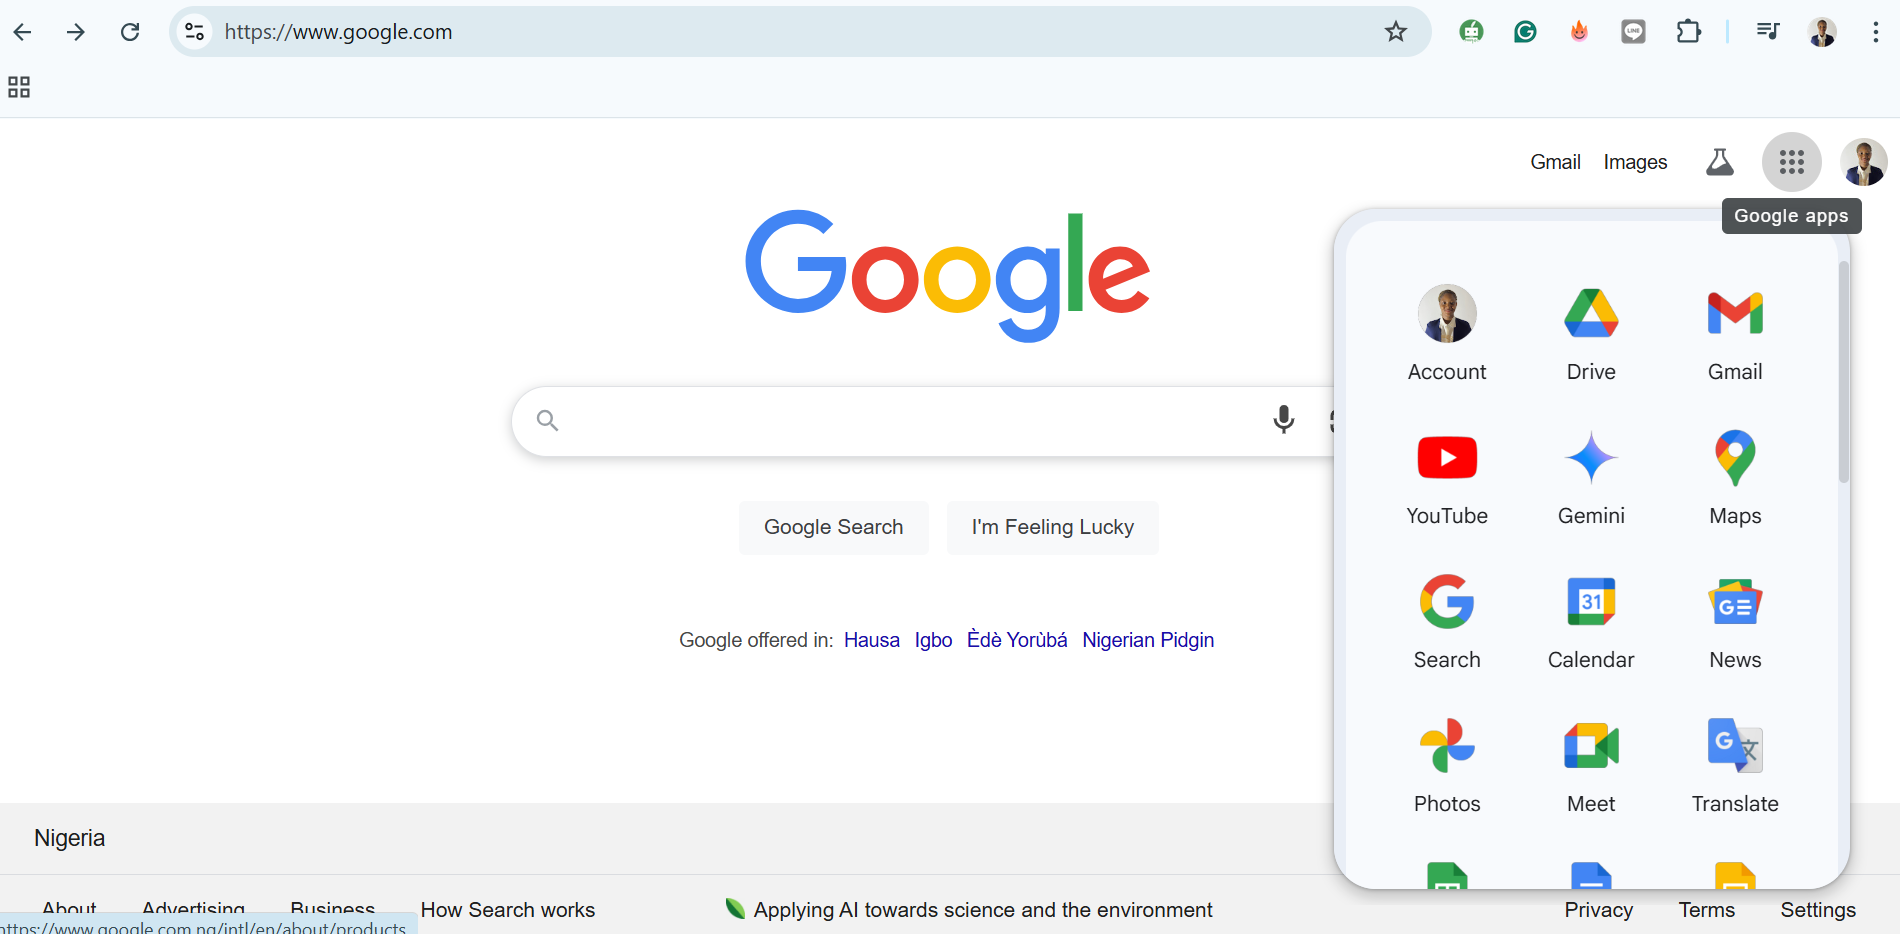 https://www.google.com
Gmail Images
Google apps
Google
Account Drive Gmail
YouTube Gemini Maps
Google Search I'm Feeling Lucky
Google offered in: Hausa Igbo Èdè Yorùbá Nigerian Pidgin
31
Search Calendar News
Photos Meet Translate
Nigeria
About Advertising Business How Search works Applying AI towards science and the environment Privacy Terms Settings
https://www.google.com.ng/intl/en/about/products